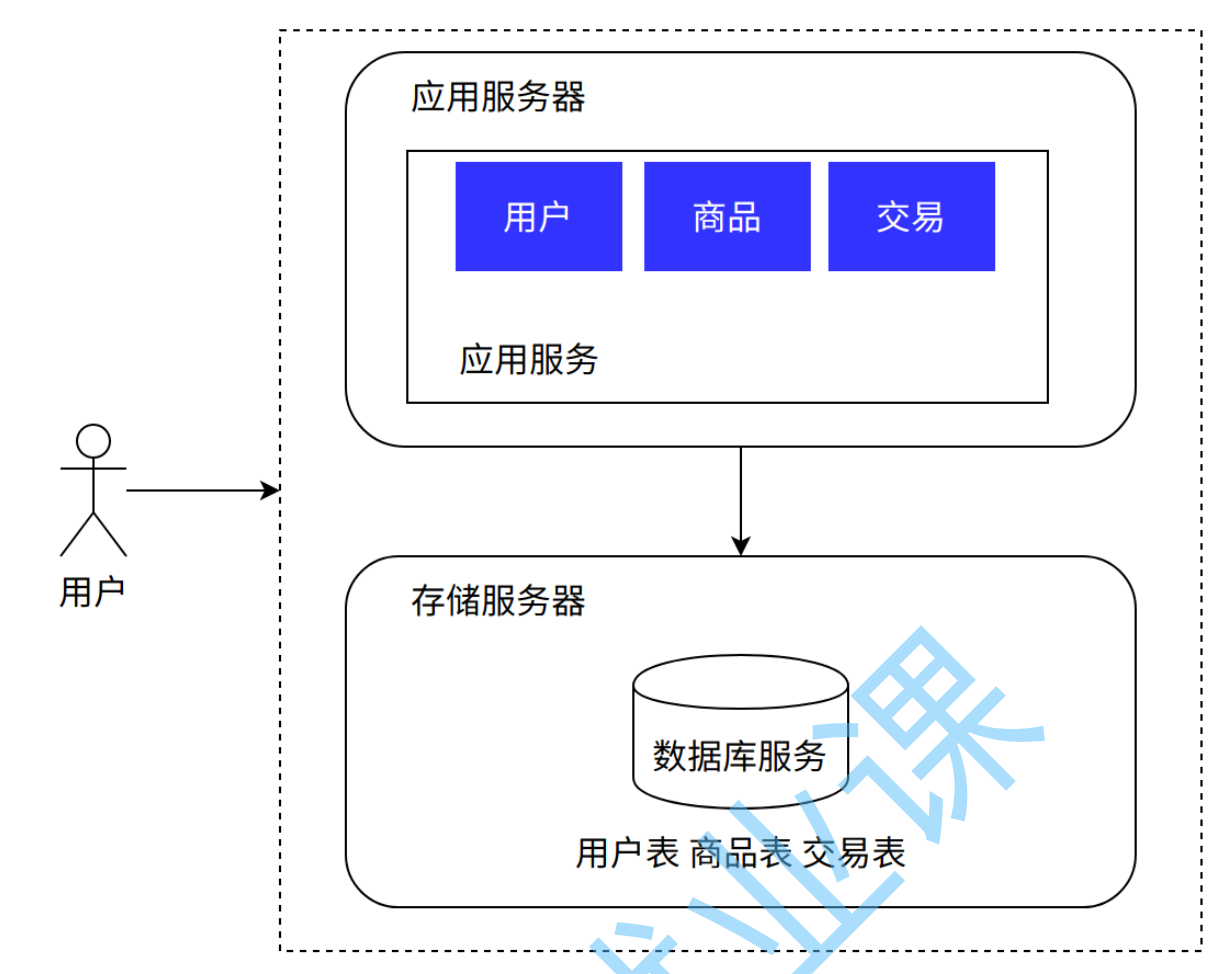 应用服务器
用户 商品 交易
应用服务
用户
存储服务器
数据库服务
用户表 商品表 交易表
业课